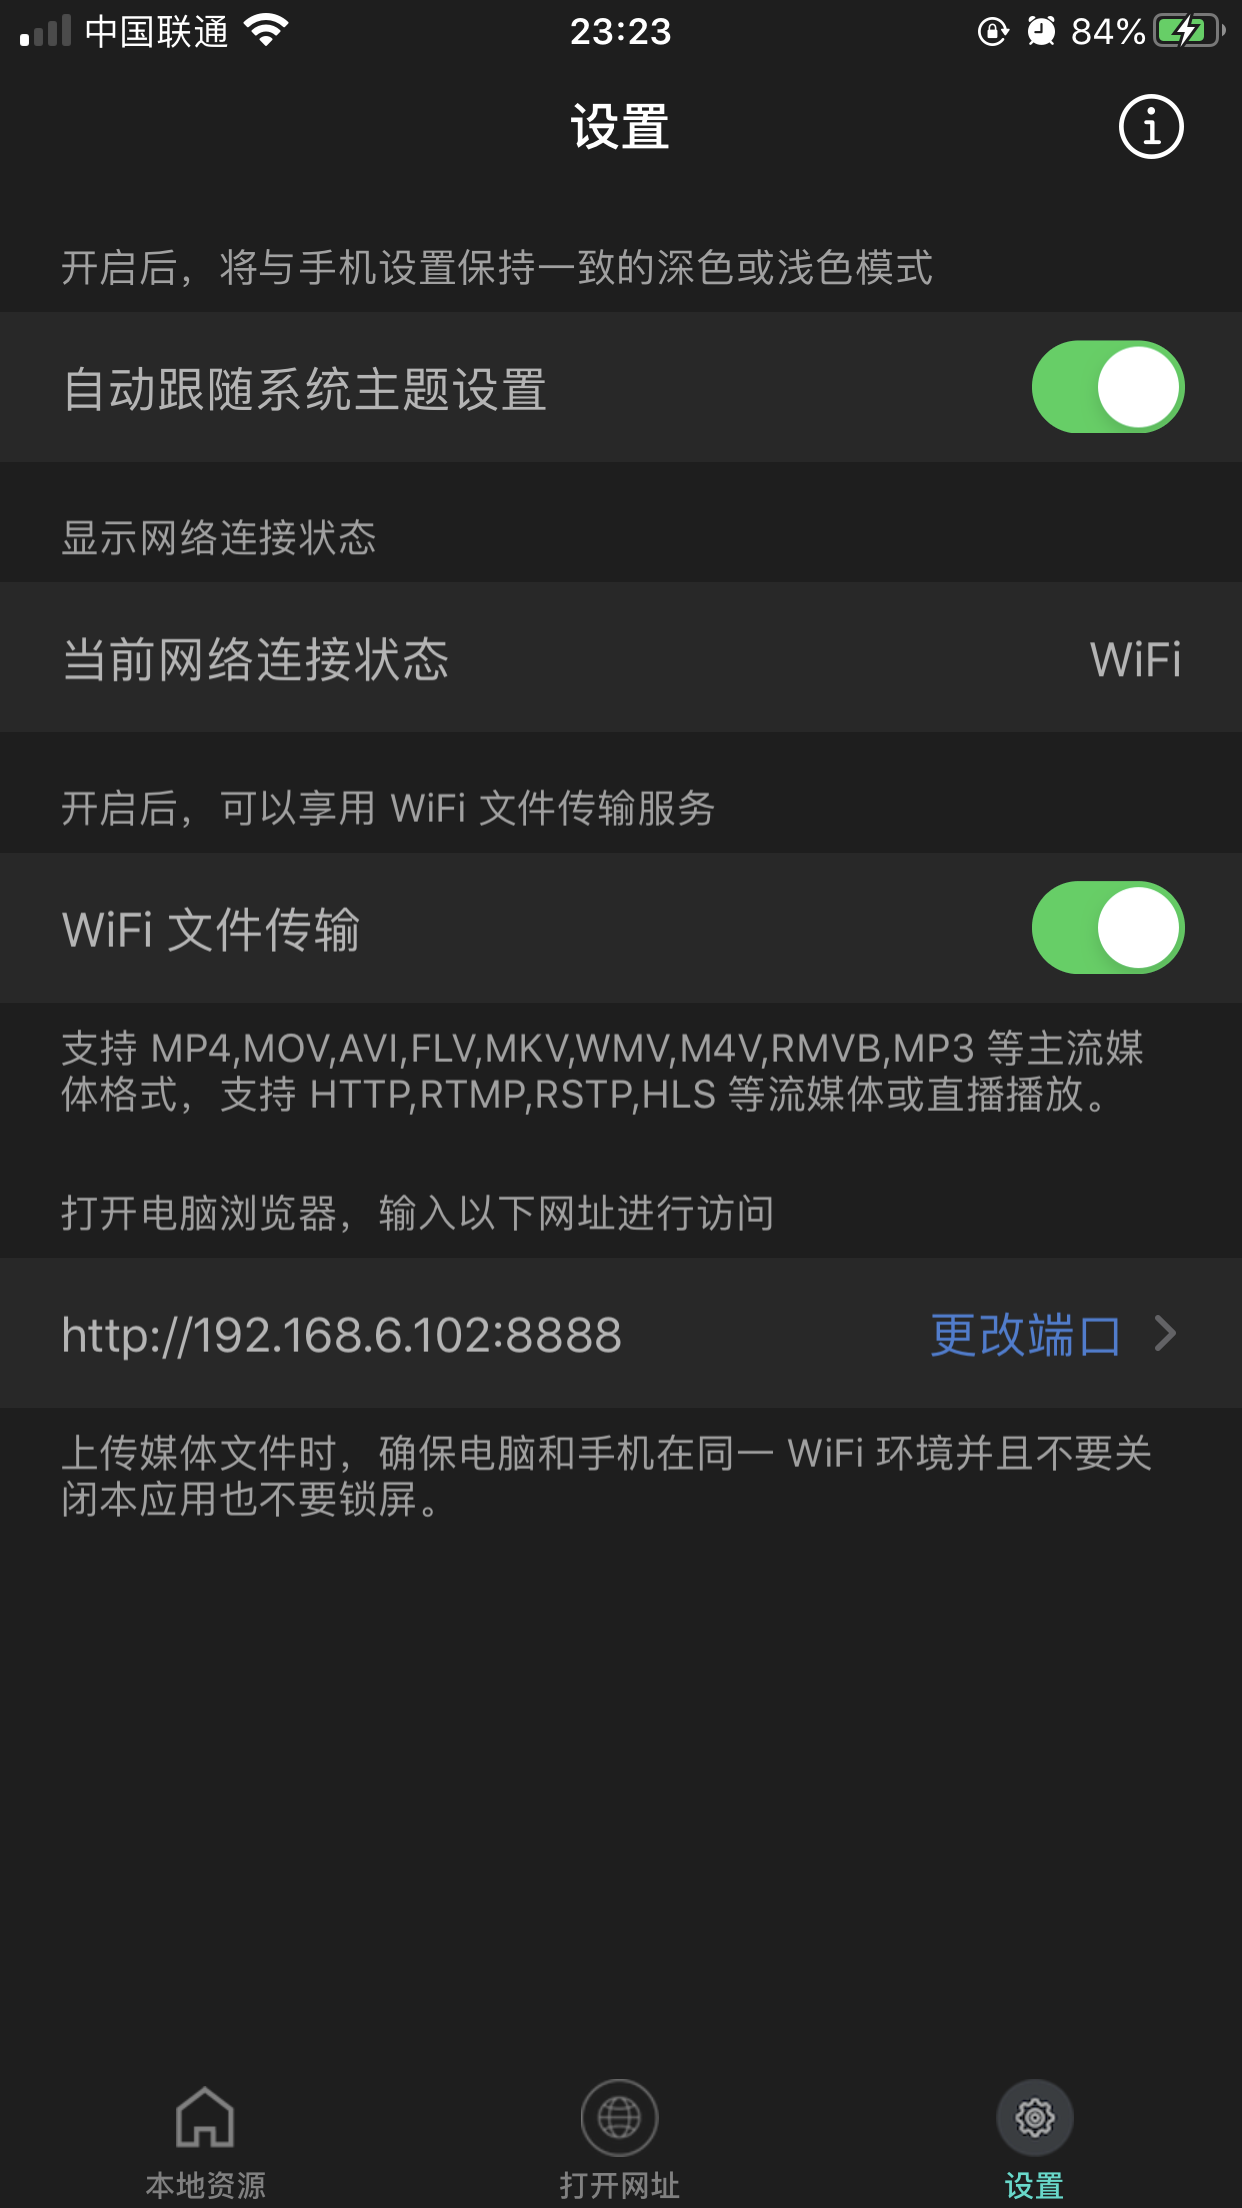 中国联通
23:23
84%
设置
开启后，将与手机设置保持一致的深色或浅色模式
自动跟随系统主题设置
显示网络连接状态
当前网络连接状态
WiFi
开启后，可以享用 WiFi 文件传输服务
WiFi 文件传输
支持 MP4,MOV,AVI,FLV,MKV,WMV,M4V,RMVB,MP3 等主流媒
体格式，支持 HTTP,RTMP,RSTP,HLS 等流媒体或直播播放。
打开电脑浏览器，输入以下网址进行访问
http://192.168.6.102:8888
更改端口
上传媒体文件时，确保电脑和手机在同一 WiFi 环境并且不要关
闭本应用也不要锁屏。
本地资源
打开网址
设置